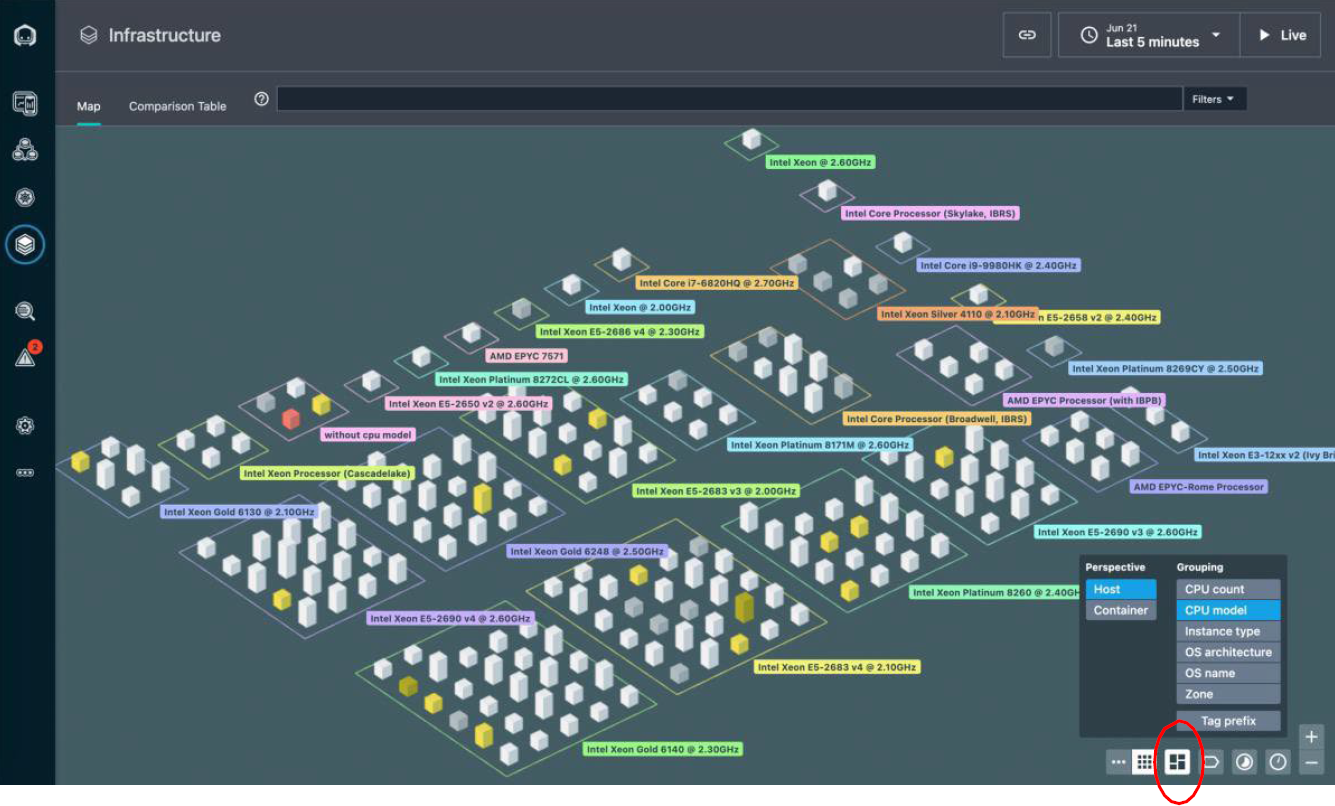 Infrastructure
Jun 21
Last 5 minutes
Live
Map
Comparison Table
?
Filters
2
Intel Xeon @ 2.60GHz
Intel Core Processor (Skylake, IBRS)
Intel Core i9-9980HK @ 2.40GHz
Intel Core i7-6820HQ @ 2.70GHz
Intel Xeon @ 2.00GHz
Intel Xeon Silver 4110 @ 2.10GHz
n E5-2658 v2 @ 2.40GHz
Intel Xeon E5-2686 v4 @ 2.30GHz
AMD EPYC 7571
Intel Xeon Platinum 8269CY @ 2.50GHz
Intel Xeon Platinum 8272CL @ 2.60GHz
Intel Xeon E5-2650 v2 @ 2.60GHz
AMD EPYC Processor (with IBPB)
Intel Core Processor (Broadwell, IBRS)
without cpu model
Intel Xeon Platinum 8171M @ 2.60GHz
Intel Xeon E3-12xx v2 (Ivy Bri
Intel Xeon Processor (Cascadelake)
AMD EPYC-Rome Processor
Intel Xeon E5-2683 v3 @ 2.00GHz
Intel Xeon Gold 6130 @ 2.10GHz
Intel Xeon E5-2690 v3 @ 2.60GHz
Intel Xeon Gold 6248 @ 2.50GHz
Intel Xeon Platinum 8260 @ 2.40GH
Intel Xeon E5-2690 v4 @ 2.60GHz
Intel Xeon E5-2683 v4 @ 2.10GHz
Intel Xeon Gold 6140 @ 2.30GHz
Perspective
Host
Container
Grouping
CPU count
CPU model
Instance type
OS architecture
OS name
Zone
Tag prefix
+
−